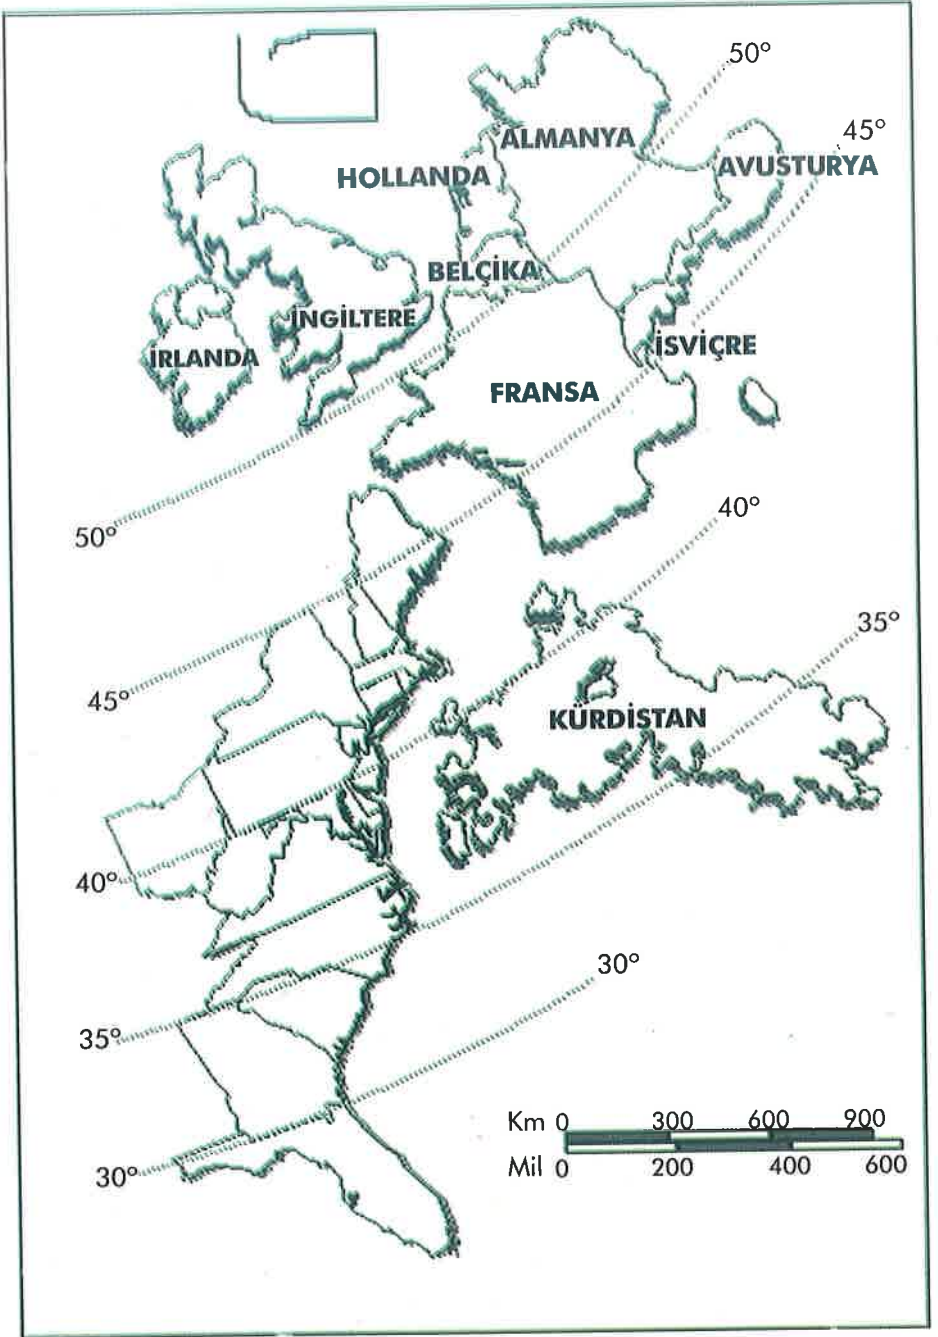 50°
45°
ALMANYA
AVUSTURYA
HOLLANDA
BELÇİKA
İNGİLTERE
İRLANDA
İSVİÇRE
FRANSA
50°
40°
35°
45°
KÜRDİSTAN
40°
30°
35°
Km 0 300 600 900
Mil 0 200 400 600
30°